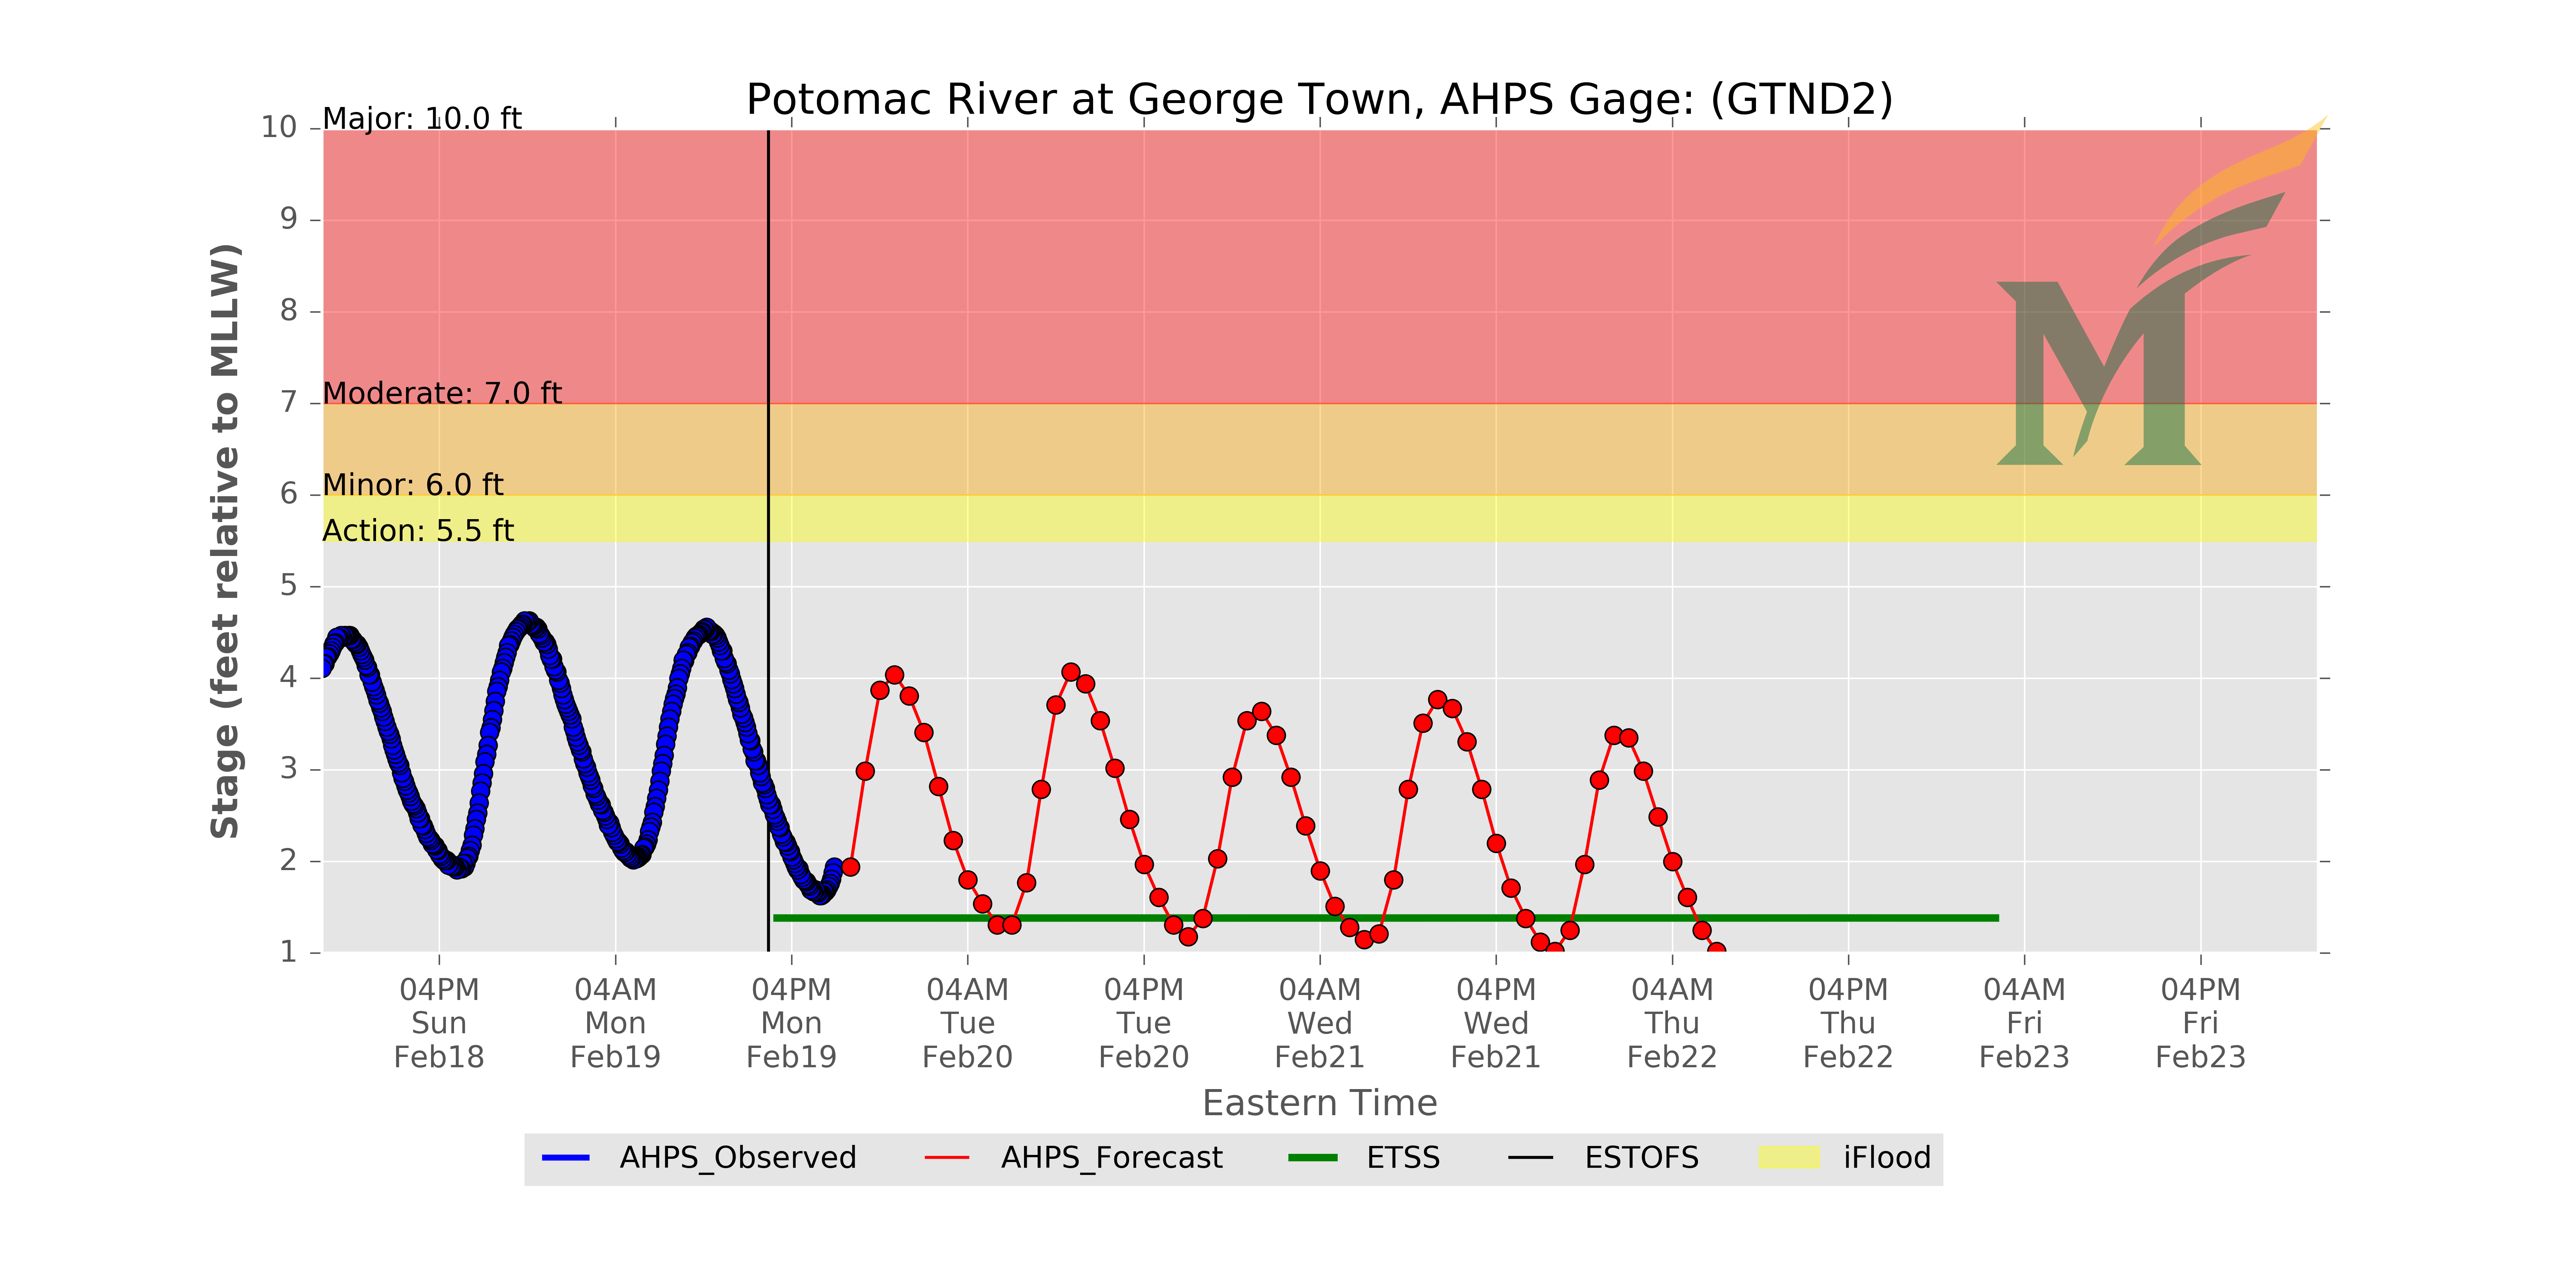 Potomac River at George Town, AHPS Gage: (GTND2)
Stage (feet relative to MLLW)
10
9
8
7
6
5
4
3
2
1
Major: 10.0 ft
Moderate: 7.0 ft
Minor: 6.0 ft
Action: 5.5 ft
M
04PM 04AM 04PM 04AM 04PM 04AM 04PM 04AM 04PM 04AM 04PM
Sun Mon Mon Tue Tue Wed Wed Thu Thu Fri Fri
Feb18 Feb19 Feb19 Feb20 Feb20 Feb21 Feb21 Feb22 Feb22 Feb23 Feb23
Eastern Time
AHPS_Observed AHPS_Forecast ETSS ESTOFS iFlood